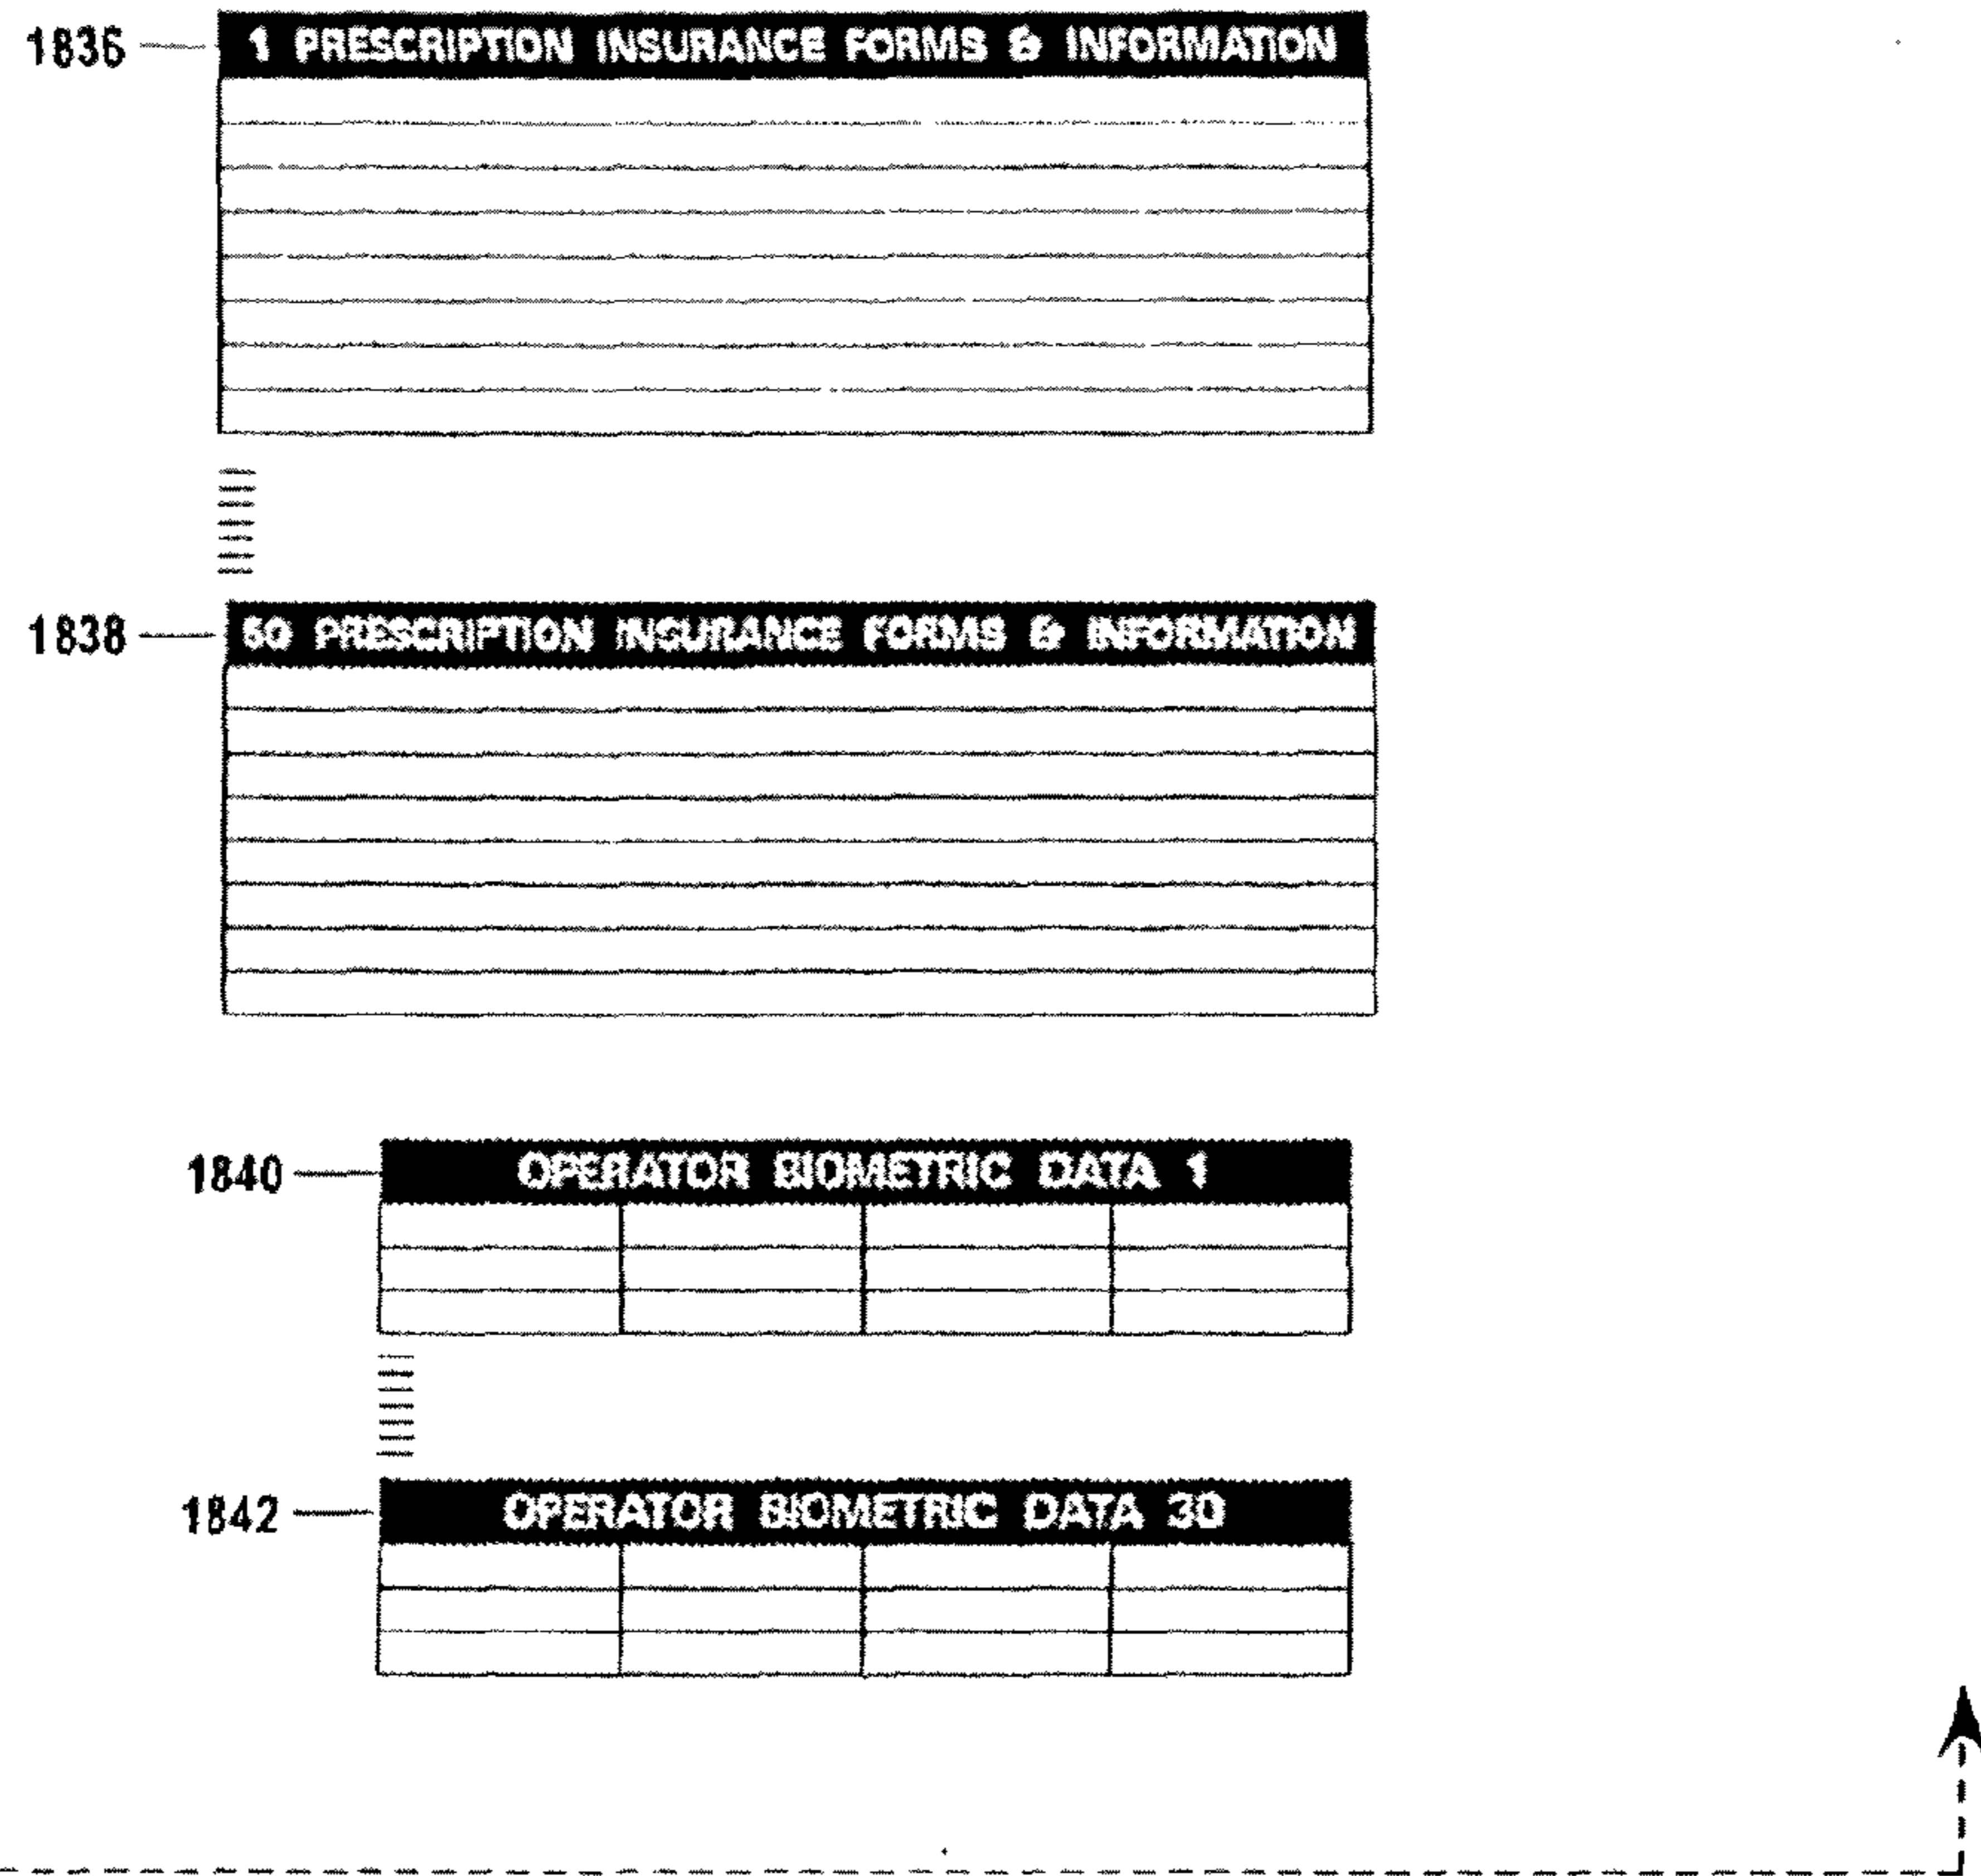 1836 1 PRESCRIPTION INSURANCE FORMS & INFORMATION
1838 50 PRESCRIPTION INSURANCE FORMS & INFORMATION
1840 OPERATOR BIOMETRIC DATA 1
1842 OPERATOR BIOMETRIC DATA 30